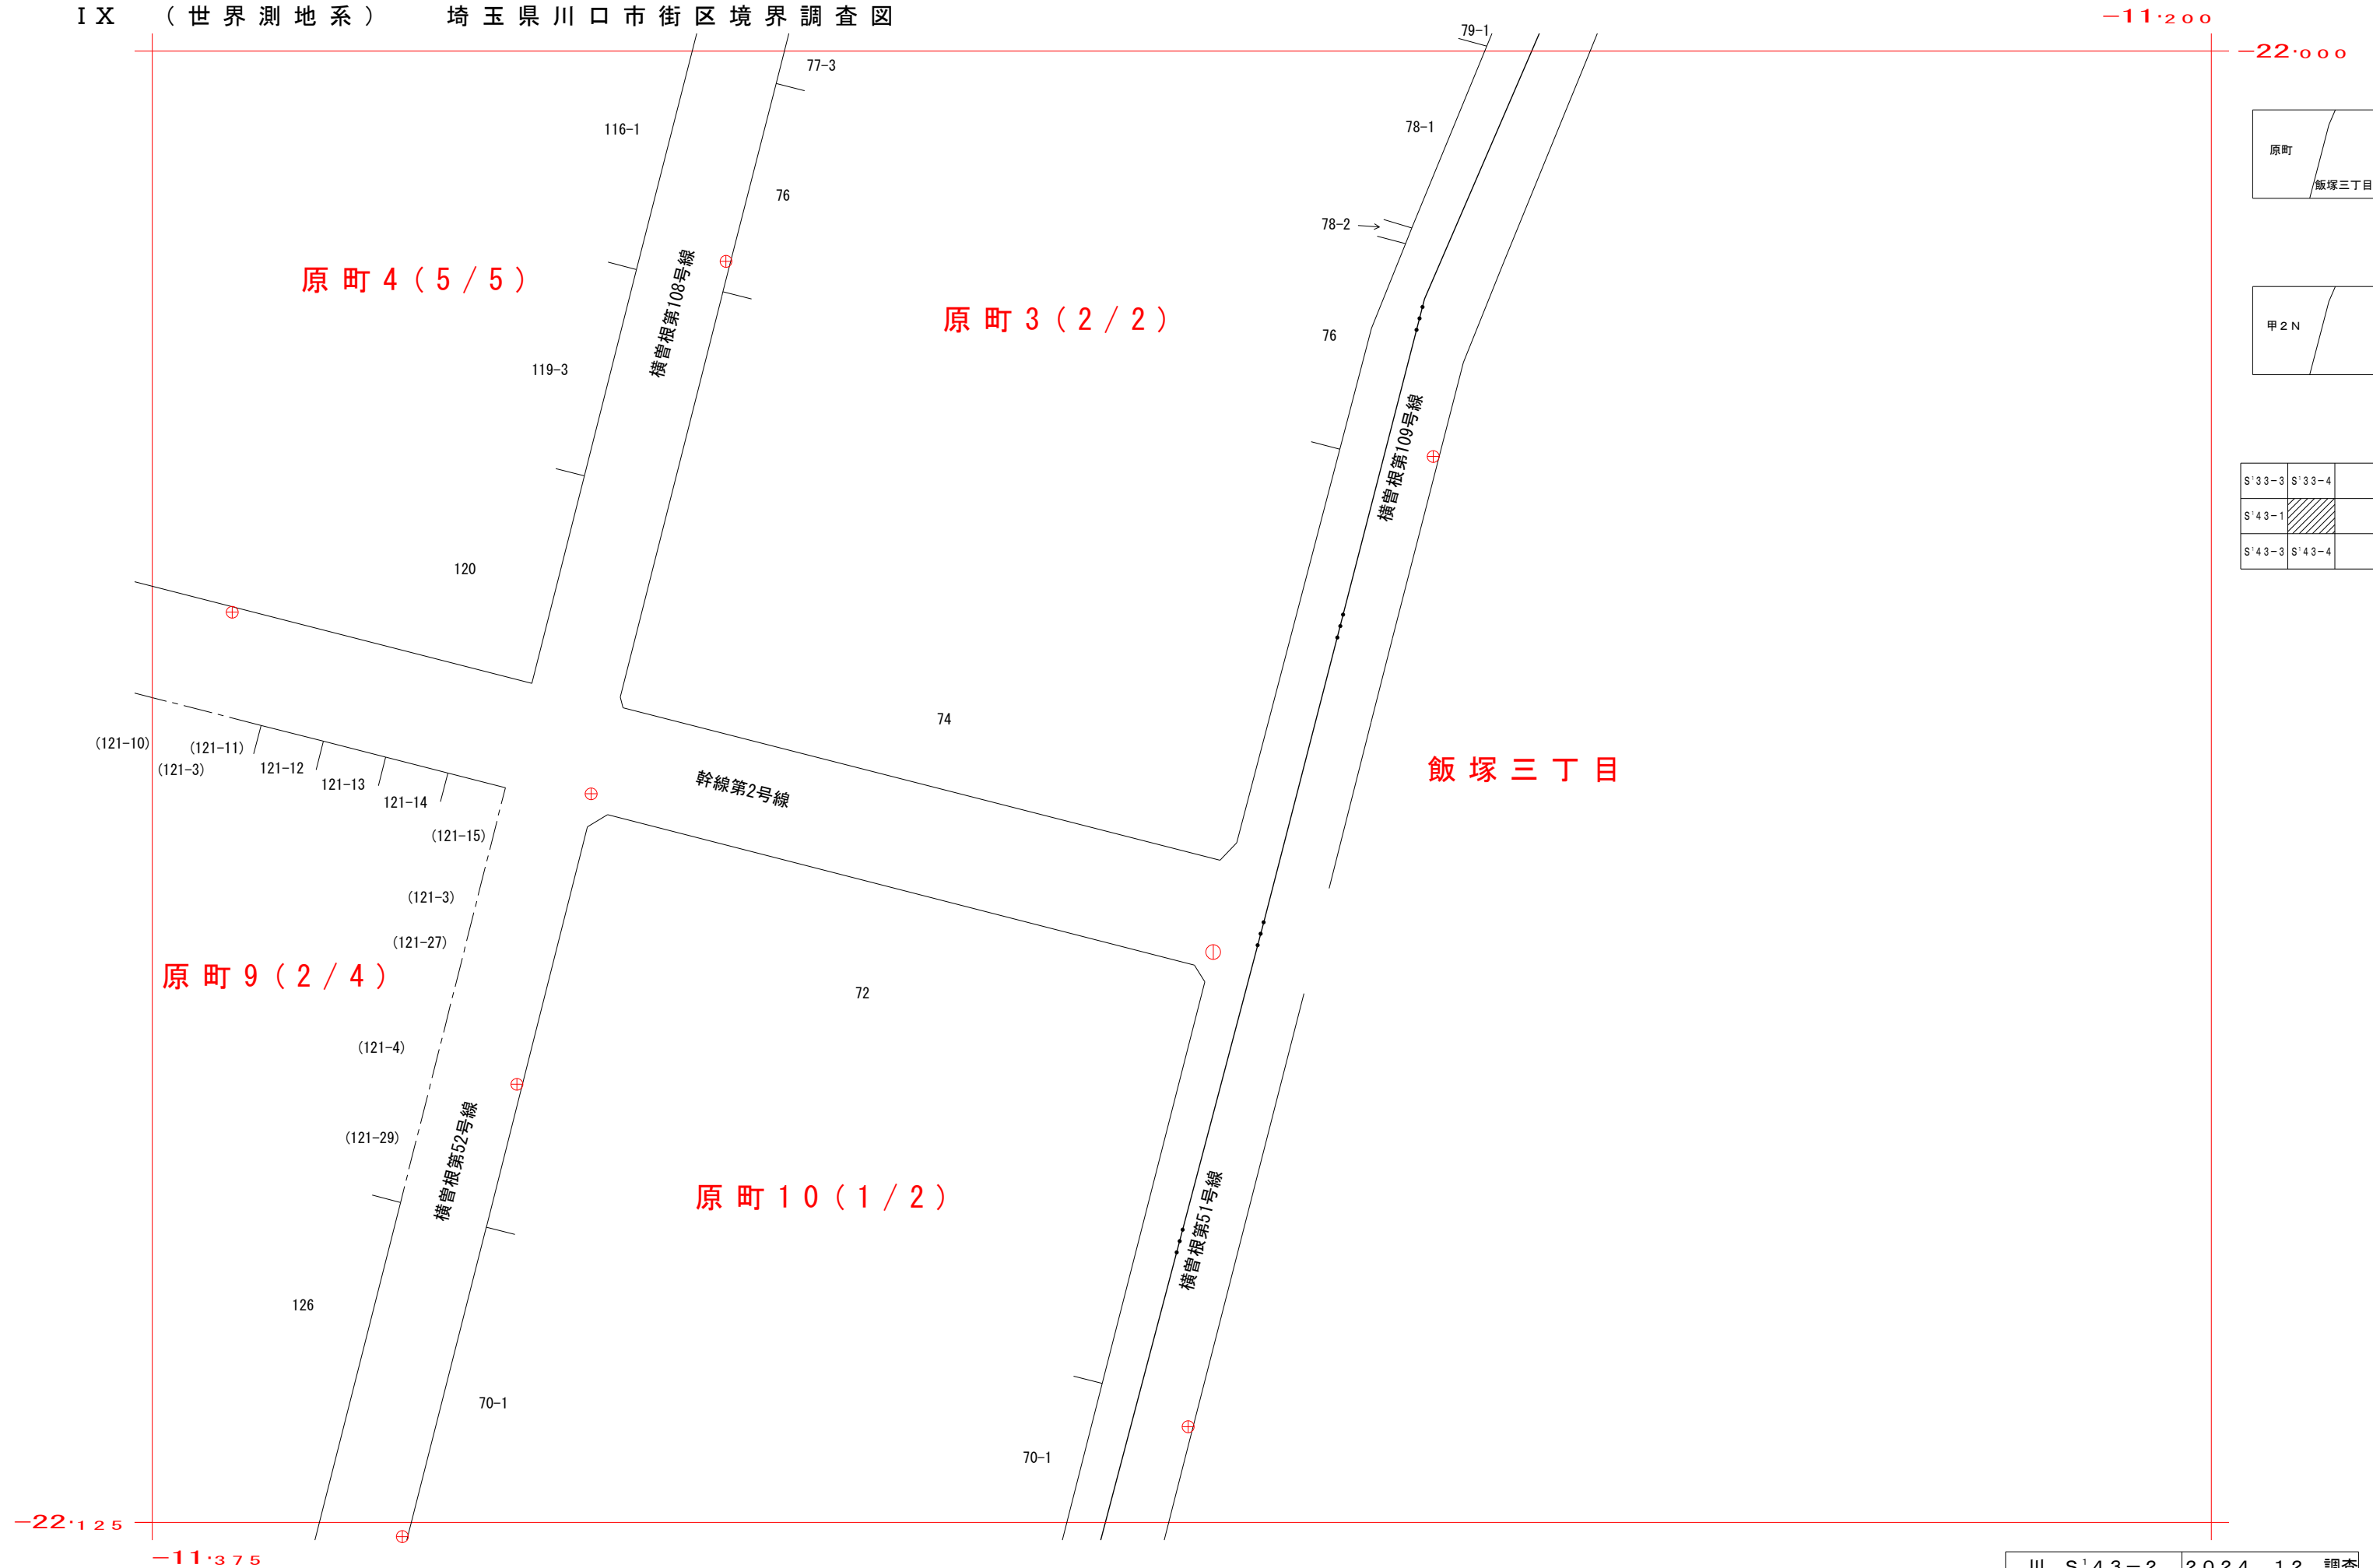 IX （世界測地系） 埼玉県川口市街区境界調査図
-11.200
-22.000
79-1
77-3
116-1
78-1
原町
飯塚三丁目
76
78-2
横曽根第108号線
原町4(5/5)
原町3(2/2)
甲2N
76
119-3
横曽根第109号線
S'33-3
S'33-4
S'43-1
S'43-3
S'43-4
120
74
(121-10)
(121-11)
(121-3)
121-12
121-13
121-14
幹線第2号線
飯塚三丁目
(121-15)
(121-3)
(121-27)
原町9(2/4)
72
(121-4)
(121-29)
横曽根第52号線
原町10(1/2)
横曽根第51号線
126
70-1
70-1
-22.125
-11.375
2024 12 調査